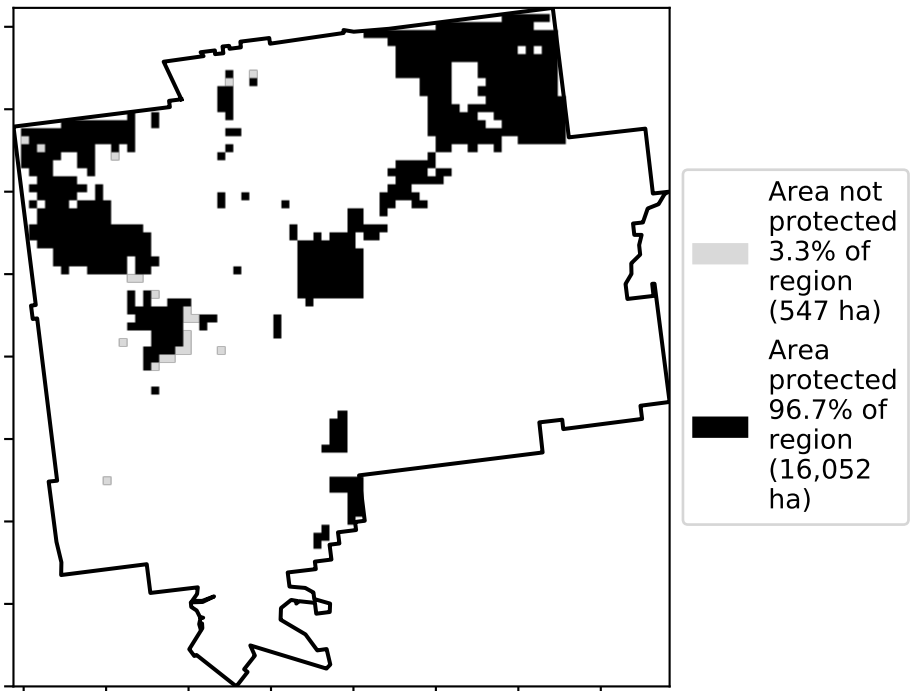 Area not
protected
3.3% of
region
(547 ha)
Area
protected
96.7% of
region
(16,052
ha)